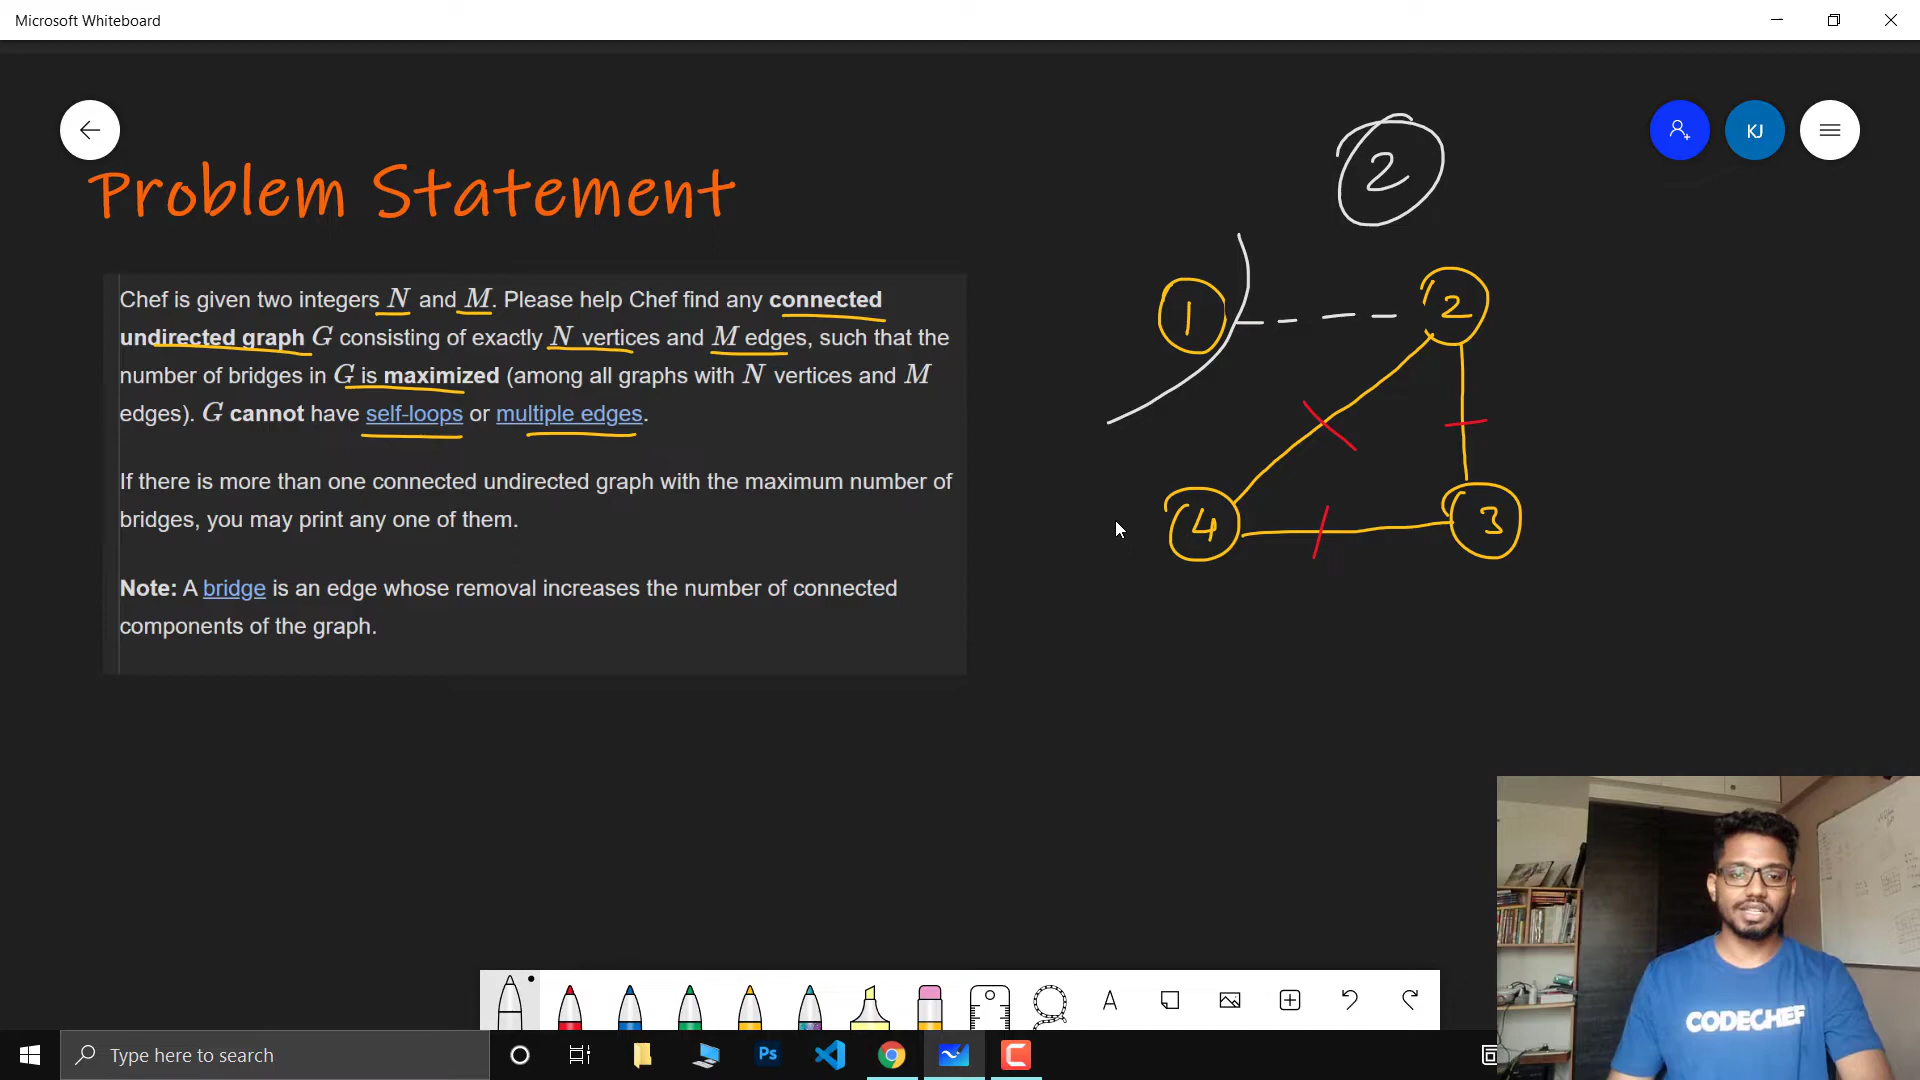 Microsoft Whiteboard
KJ
Problem Statement
Chef is given two integers N and M. Please help Chef find any connected
undirected graph G consisting of exactly N vertices and M edges, such that the
number of bridges in G is maximized (among all graphs with N vertices and M
edges). G cannot have self-loops or multiple edges.
If there is more than one connected undirected graph with the maximum number of
bridges, you may print any one of them.
Note: A bridge is an edge whose removal increases the number of connected
components of the graph.
2
1
2
4
3
A
CODECHEF
Type here to search
Ps